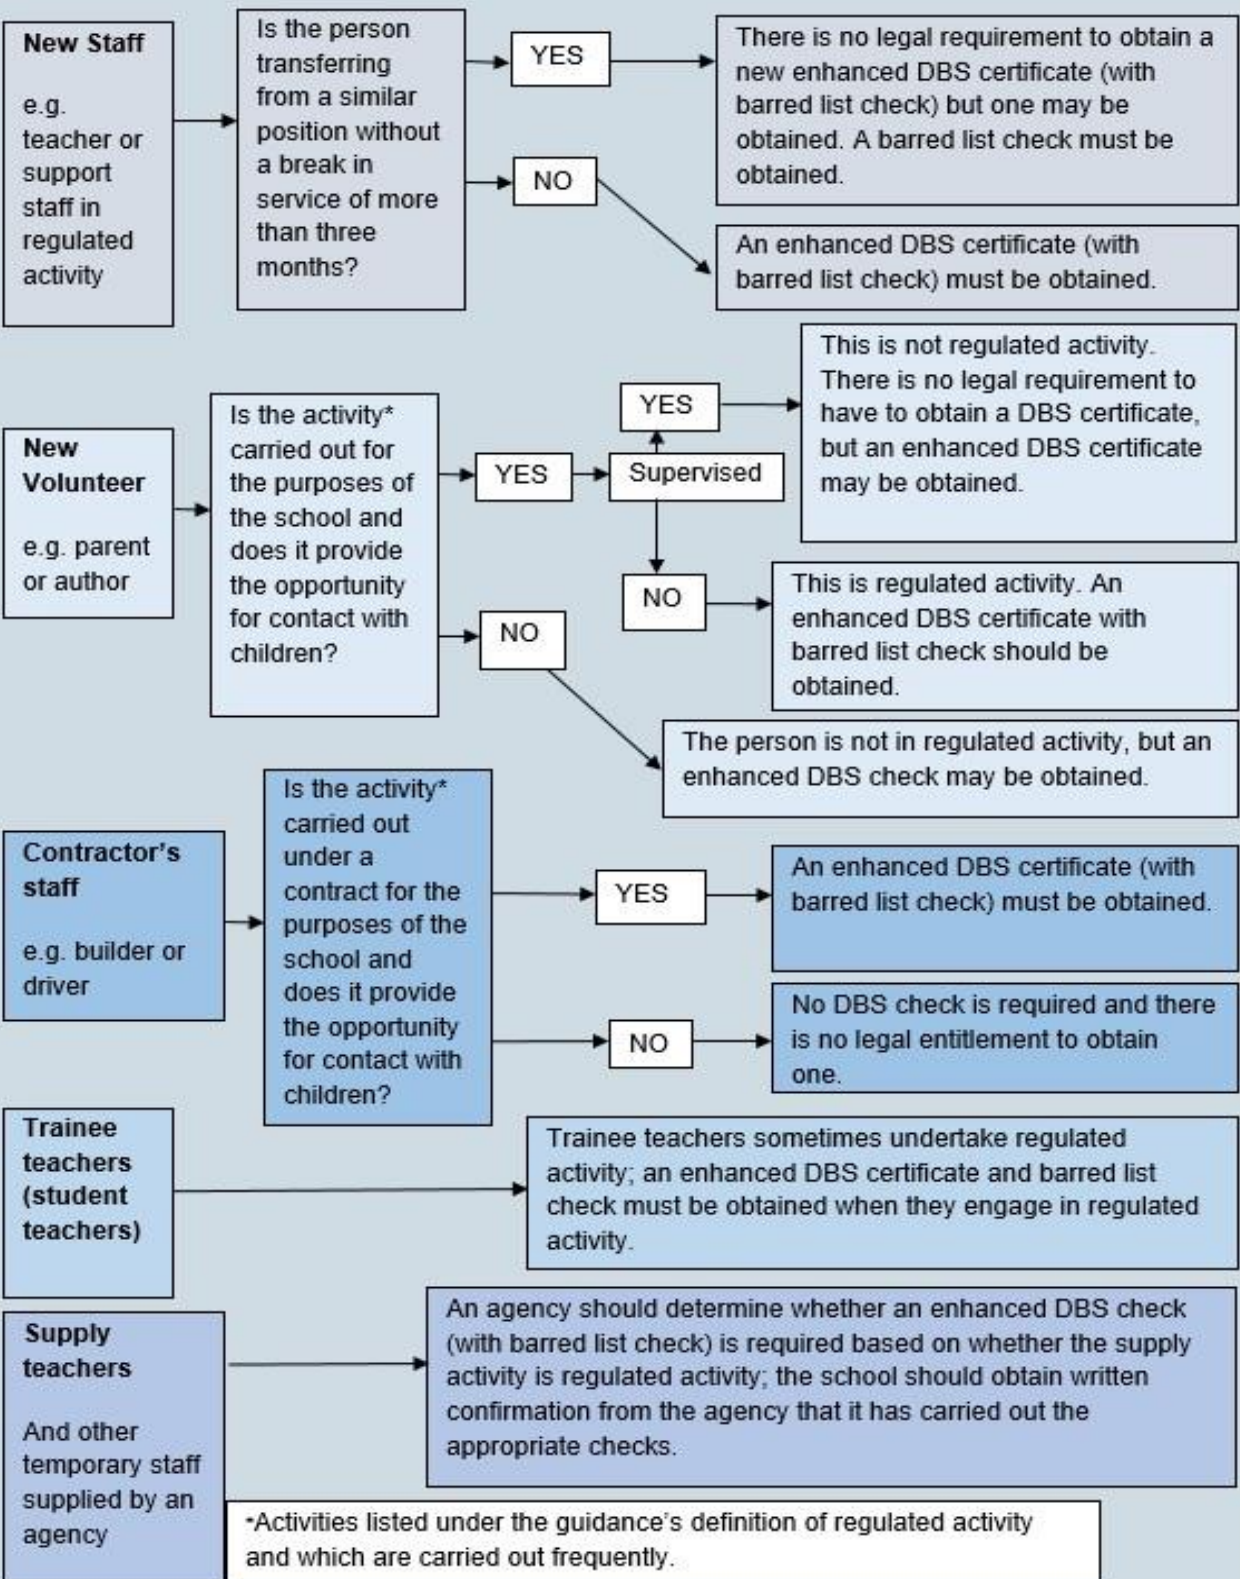 New Staff
e.g.
teacher or
support
staff in
regulated
activity
Is the person
transferring
from a similar
position without
a break in
service of more
than three
months?
YES
There is no legal requirement to obtain a
new enhanced DBS certificate (with
barred list check) but one may be
obtained. A barred list check must be
obtained.
NO
An enhanced DBS certificate (with
barred list check) must be obtained.
New
Volunteer
e.g. parent
or author
Is the activity*
carried out for
the purposes of
the school and
does it provide
the opportunity
for contact with
children?
YES
Supervised
YES
This is not regulated activity.
There is no legal requirement to
have to obtain a DBS certificate,
but an enhanced DBS certificate
may be obtained.
NO
This is regulated activity. An
enhanced DBS certificate with
barred list check should be
obtained.
NO
The person is not in regulated activity, but an
enhanced DBS check may be obtained.
Contractor's
staff
e.g. builder or
driver
Is the activity*
carried out
under a
contract for the
purposes of the
school and
does it provide
the opportunity
for contact with
children?
YES
An enhanced DBS certificate (with
barred list check) must be obtained.
NO
No DBS check is required and there
is no legal entitlement to obtain
one.
Trainee
teachers
(student
teachers)
Trainee teachers sometimes undertake regulated
activity; an enhanced DBS certificate and barred list
check must be obtained when they engage in regulated
activity.
Supply
teachers
And other
temporary staff
supplied by an
agency
An agency should determine whether an enhanced DBS check
(with barred list check) is required based on whether the supply
activity is regulated activity; the school should obtain written
confirmation from the agency that it has carried out the
appropriate checks.
*Activities listed under the guidance's definition of regulated activity
and which are carried out frequently.